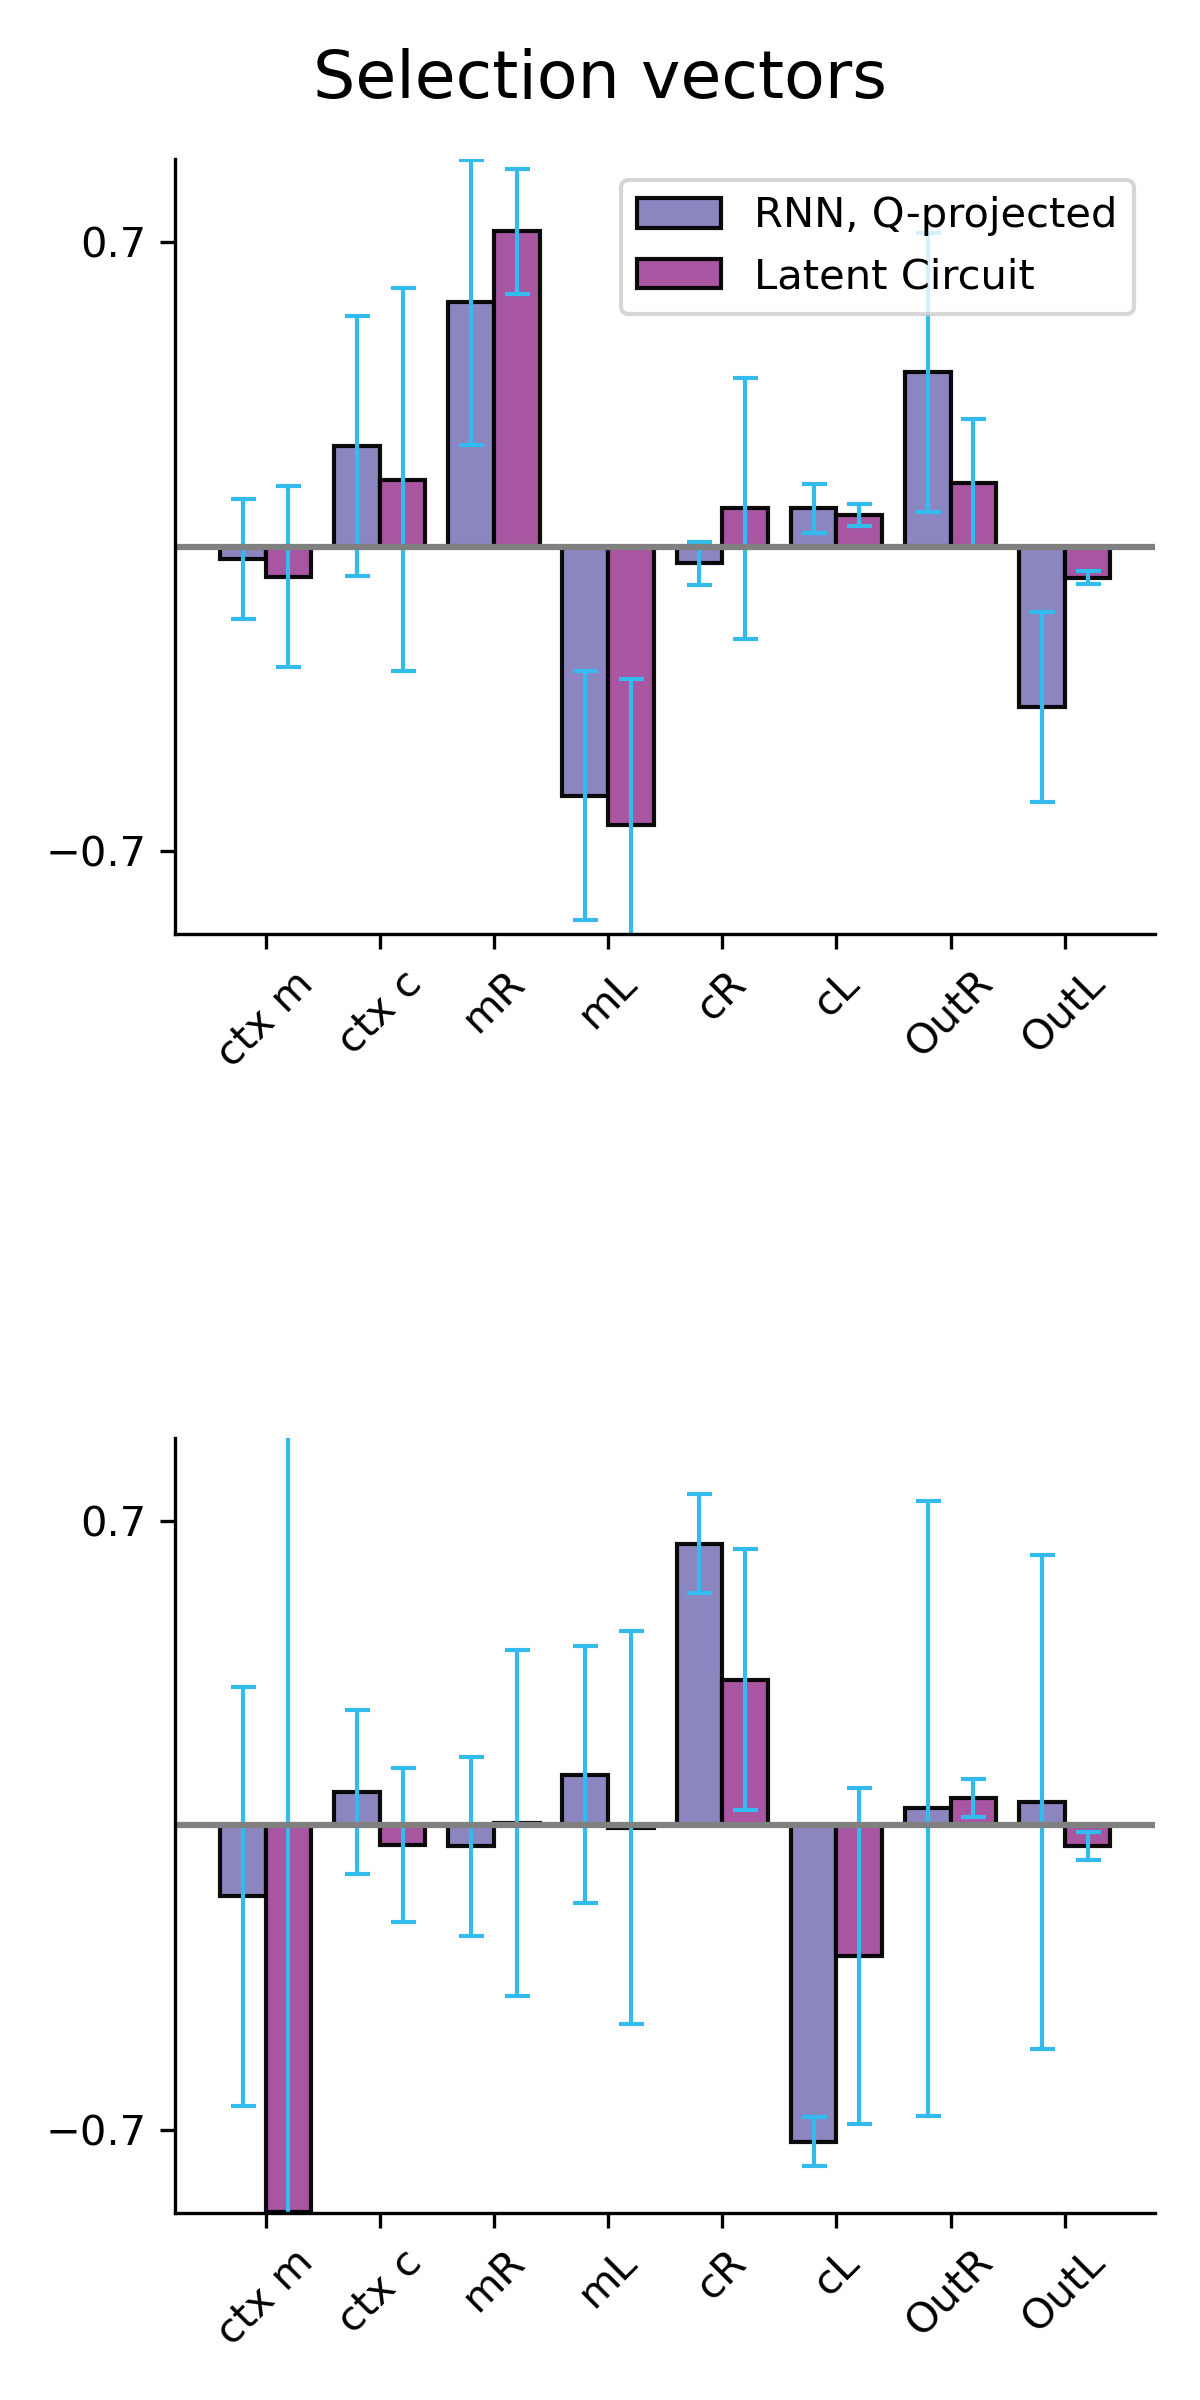 Selection vectors
RNN, Q-projected
Latent Circuit
0.7
−0.7
ctx m
ctx c
mR
mL
cR
cL
OutR
OutL
0.7
−0.7
ctx m
ctx c
mR
mL
cR
cL
OutR
OutL